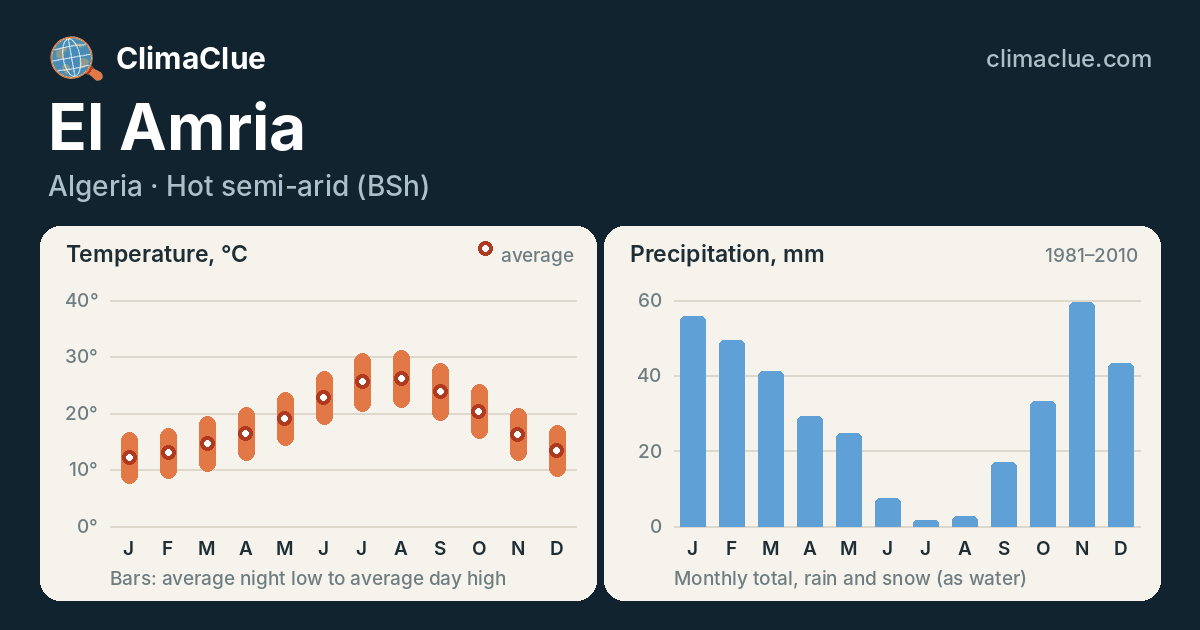 ClimaClue
climaclue.com
El Amria
Algeria · Hot semi-arid (BSh)
Temperature, °C
average
40°
30°
20°
10°
0°
J F M A M J J A S O N D
Bars: average night low to average day high
Precipitation, mm
1981–2010
60
40
20
0
J F M A M J J A S O N D
Monthly total, rain and snow (as water)